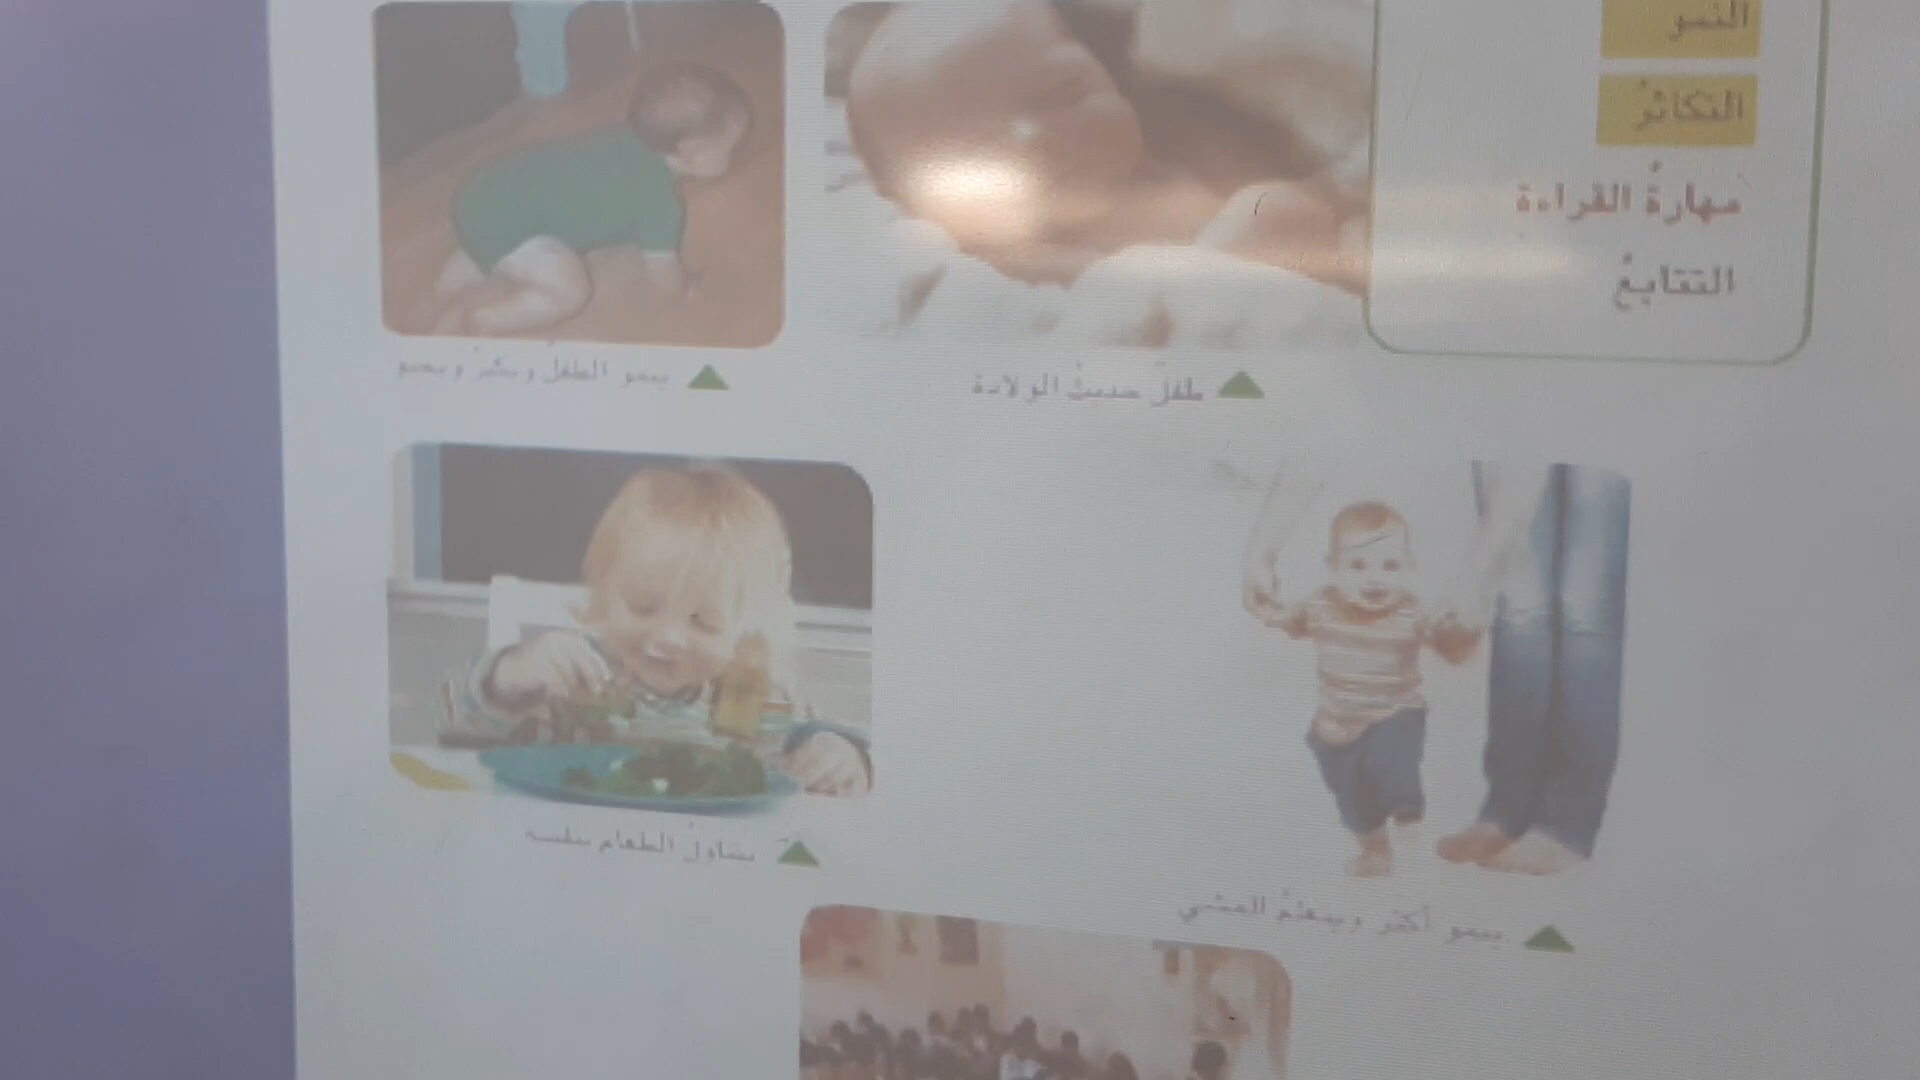 النمو
التكاثرُ
مهارةُ القراءة
التتابعُ
طفلٌ حديثُ الولادة
ينمو الطفلُ ويكبرُ ويحبو
ينمو أكثر ويتعلمُ المشي
يتناولُ الطعام بنفسه